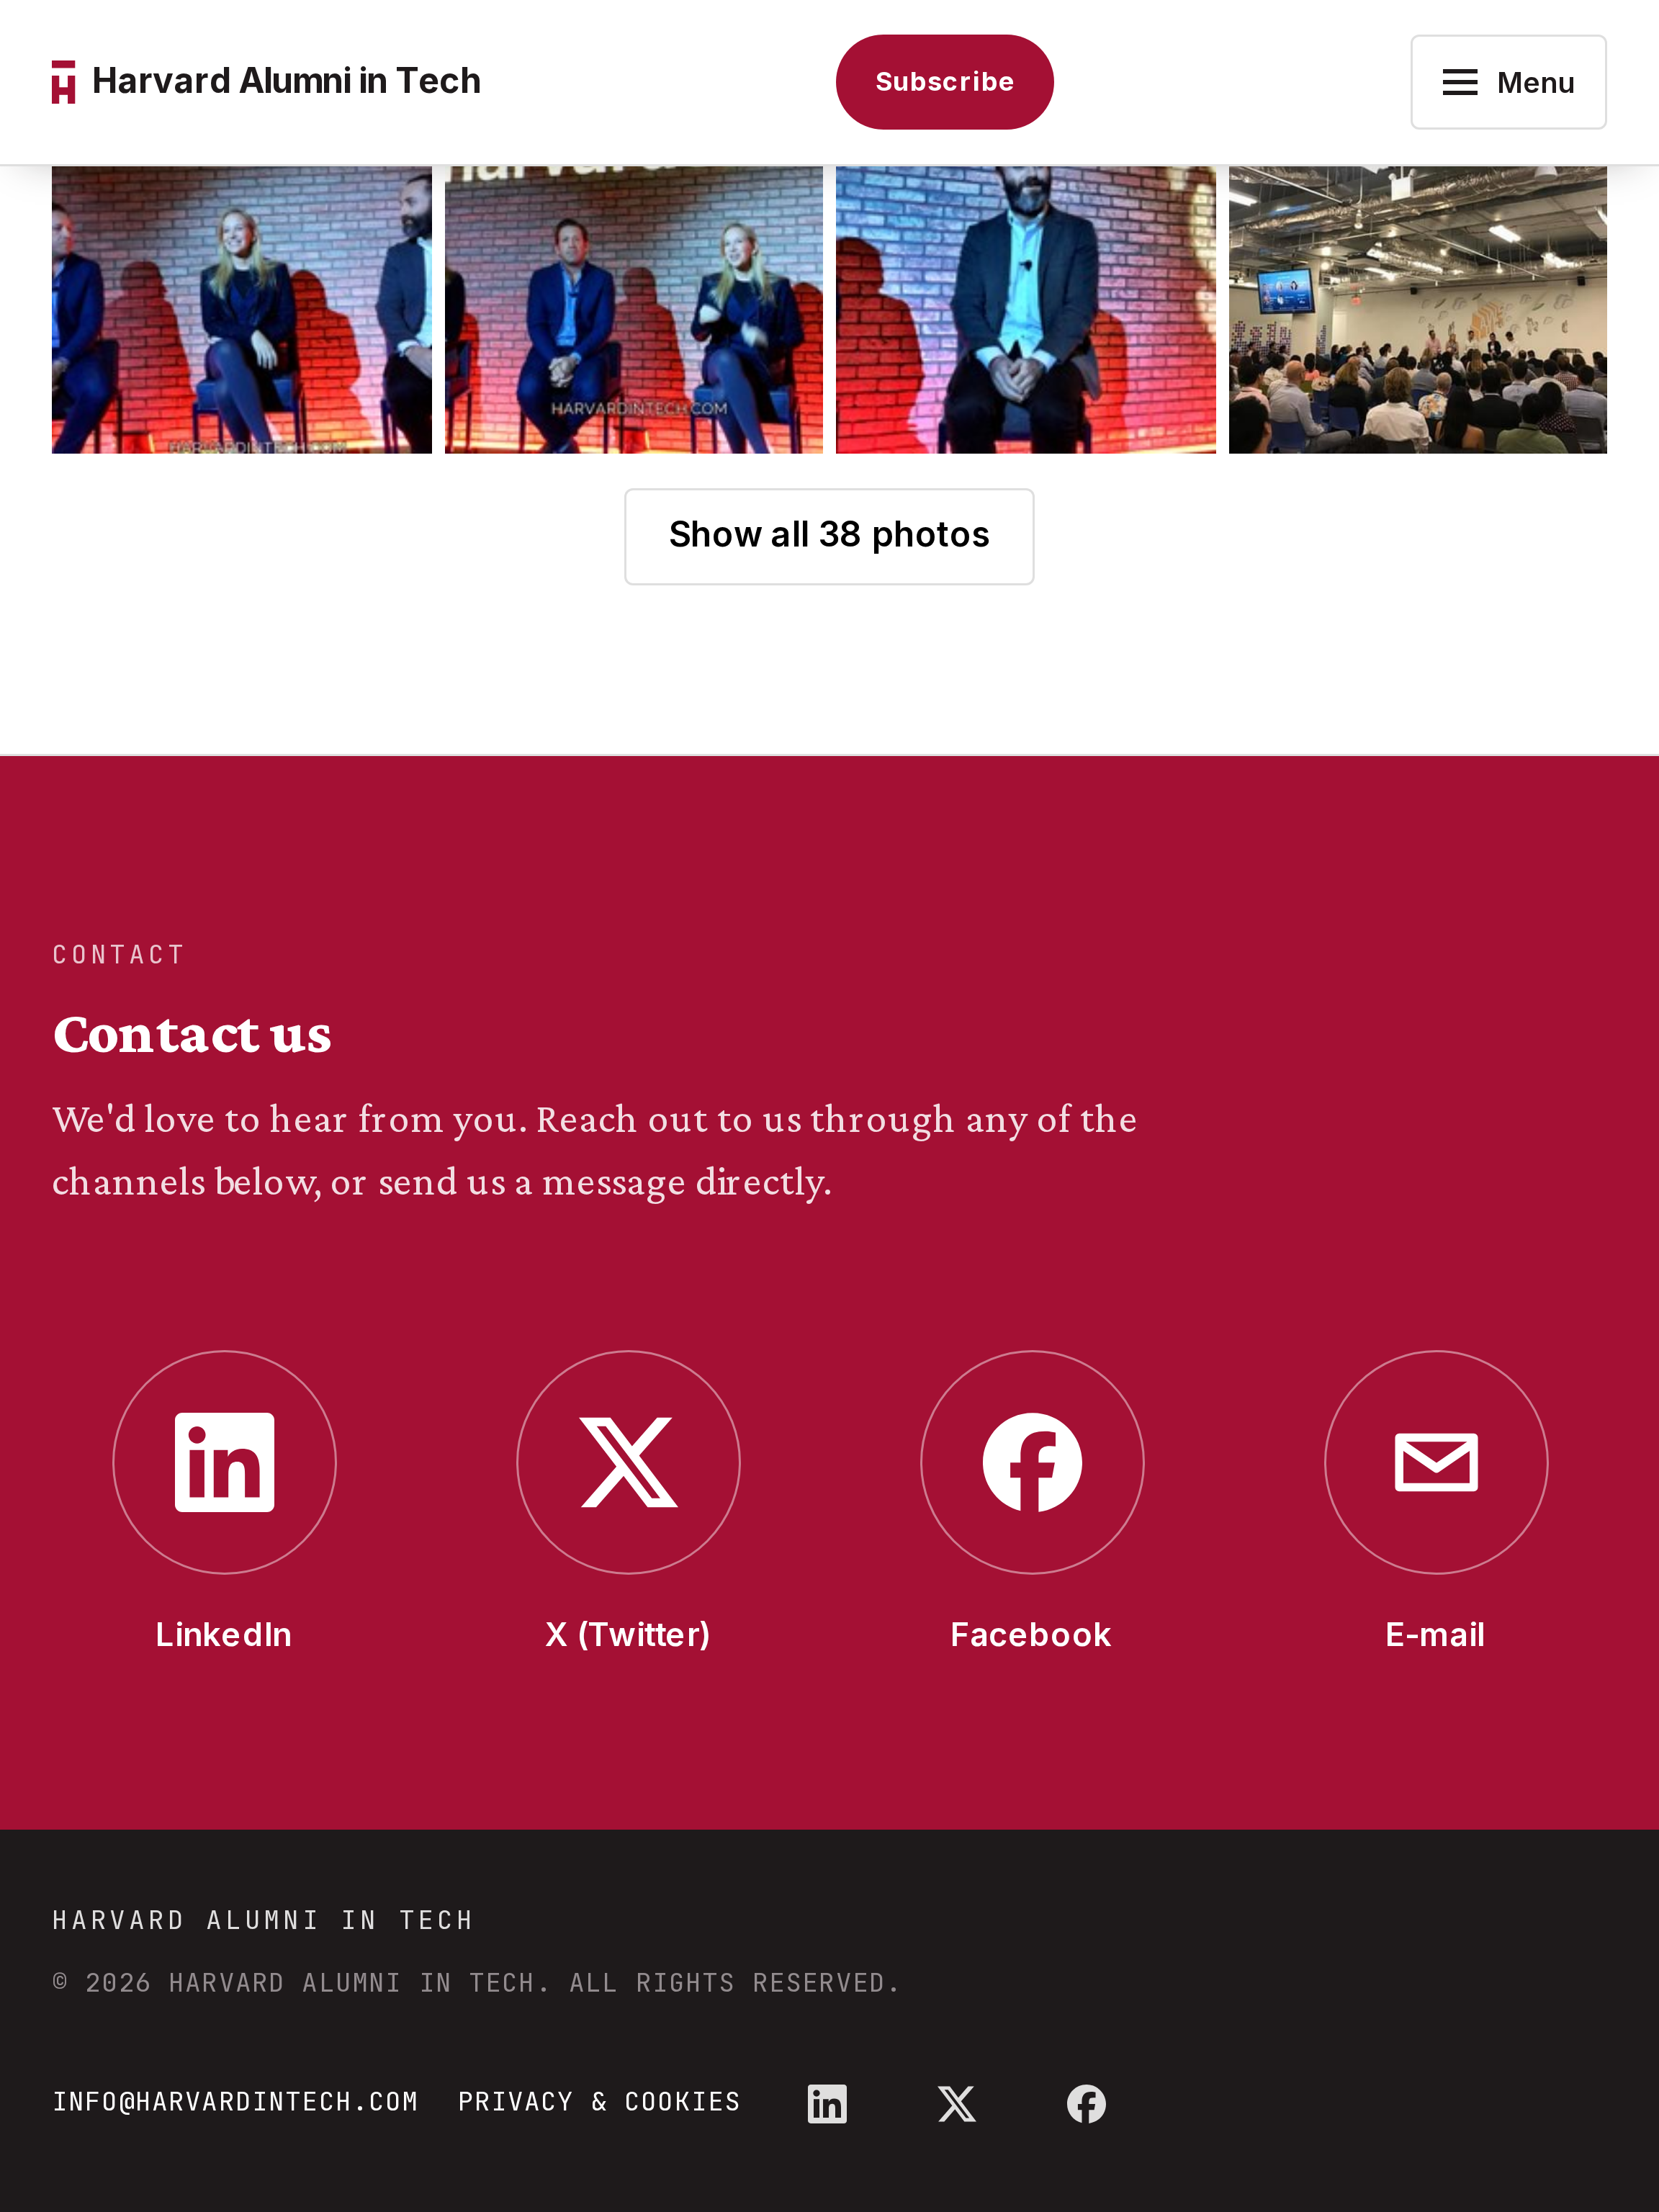 Harvard Alumni in Tech
Subscribe
Menu
HARVARDINTECH.COM
HARVARDINTECH.COM
Show all 38 photos
CONTACT
Contact us
We'd love to hear from you. Reach out to us through any of the
channels below, or send us a message directly.
LinkedIn
X (Twitter)
Facebook
E-mail
HARVARD ALUMNI IN TECH
© 2026 HARVARD ALUMNI IN TECH. ALL RIGHTS RESERVED.
INFO@HARVARDINTECH.COM PRIVACY & COOKIES